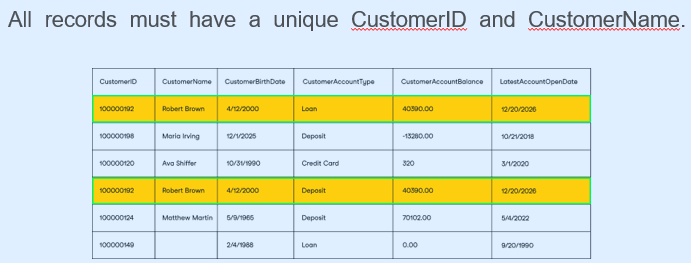 All records must have a unique CustomerID and CustomerName.
CustomerID CustomerName CustomerBirthDate CustomerAccountType CustomerAccountBalance LatestAccountOpenDate
100000192 Robert Brown 4/12/2000 Loan 40390.00 12/20/2026
100000198 Maria Irving 12/1/2025 Deposit -13280.00 10/21/2018
100000120 Ava Shiffer 10/31/1990 Credit Card 320 3/1/2020
100000192 Robert Brown 4/12/2000 Deposit 40390.00 12/20/2026
100000124 Matthew Martin 5/9/1965 Deposit 70102.00 5/4/2022
100000149 2/4/1988 Loan 0.00 9/20/1990